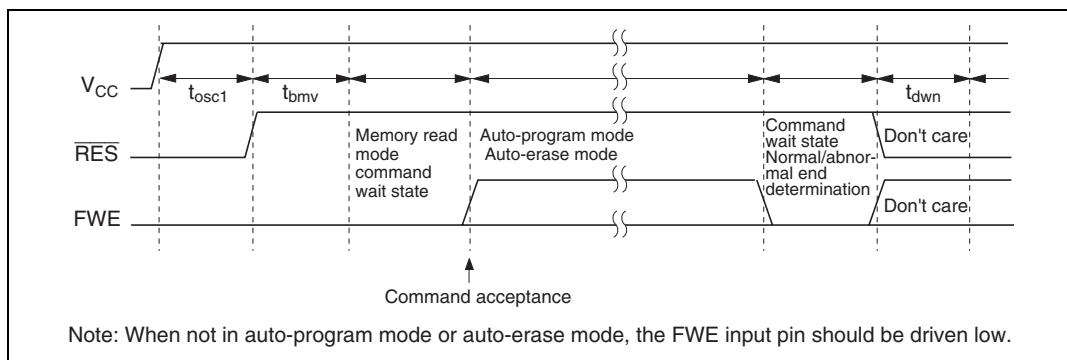 VCC
tosc1
tbmv
tdwn
RES
Memory read
mode
command
wait state
Auto-program mode
Auto-erase mode
Command
wait state
Normal/abnor-
mal end
determination
Don't care
FWE
Don't care
Command acceptance
Note: When not in auto-program mode or auto-erase mode, the FWE input pin should be driven low.